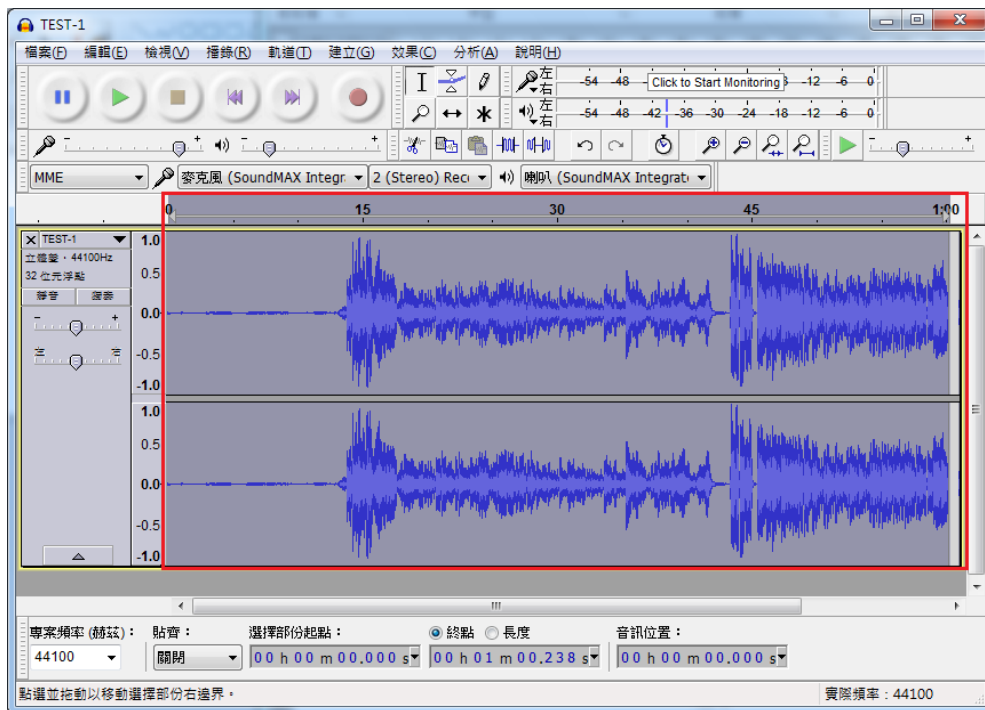 TEST-1
檔案(F) 編輯(E) 檢視(V) 播錄(R) 軌道(T) 建立(G) 效果(C) 分析(A) 說明(H)
左 右 -54 -48 - Click to Start Monitoring 3 -12 -6 0
左 右 -54 -48 -42 -36 -30 -24 -18 -12 -6 0
MME 麥克風 (SoundMAX Integr 2 (Stereo) Reci 喇叭 (SoundMAX Integrati
0 15 30 45 1:00
TEST-1
立體聲,44100Hz
32 位元浮點
靜音 獨奏
- +
左 右
1.0
0.5
0.0
-0.5
-1.0
1.0
0.5
0.0
-0.5
-1.0
專案頻率 (赫茲): 貼齊: 選擇部份起點: 終點 長度 音訊位置:
44100 關閉 00 h 00 m 00.000 s 00 h 01 m 00.238 s 00 h 00 m 00.000 s
點選並拖動以移動選擇部份右邊界。 實際頻率:44100